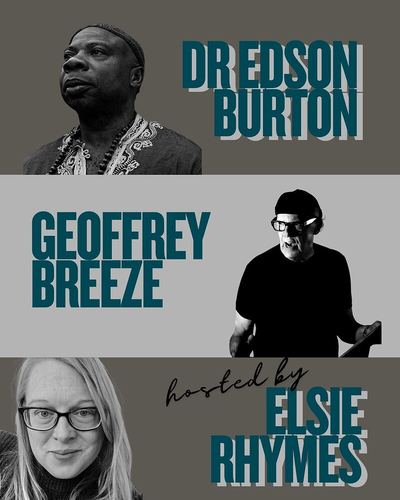 DR EDSON
BURTON
GEOFFREY
BREEZE
hosted by
ELSIE
RHYMES